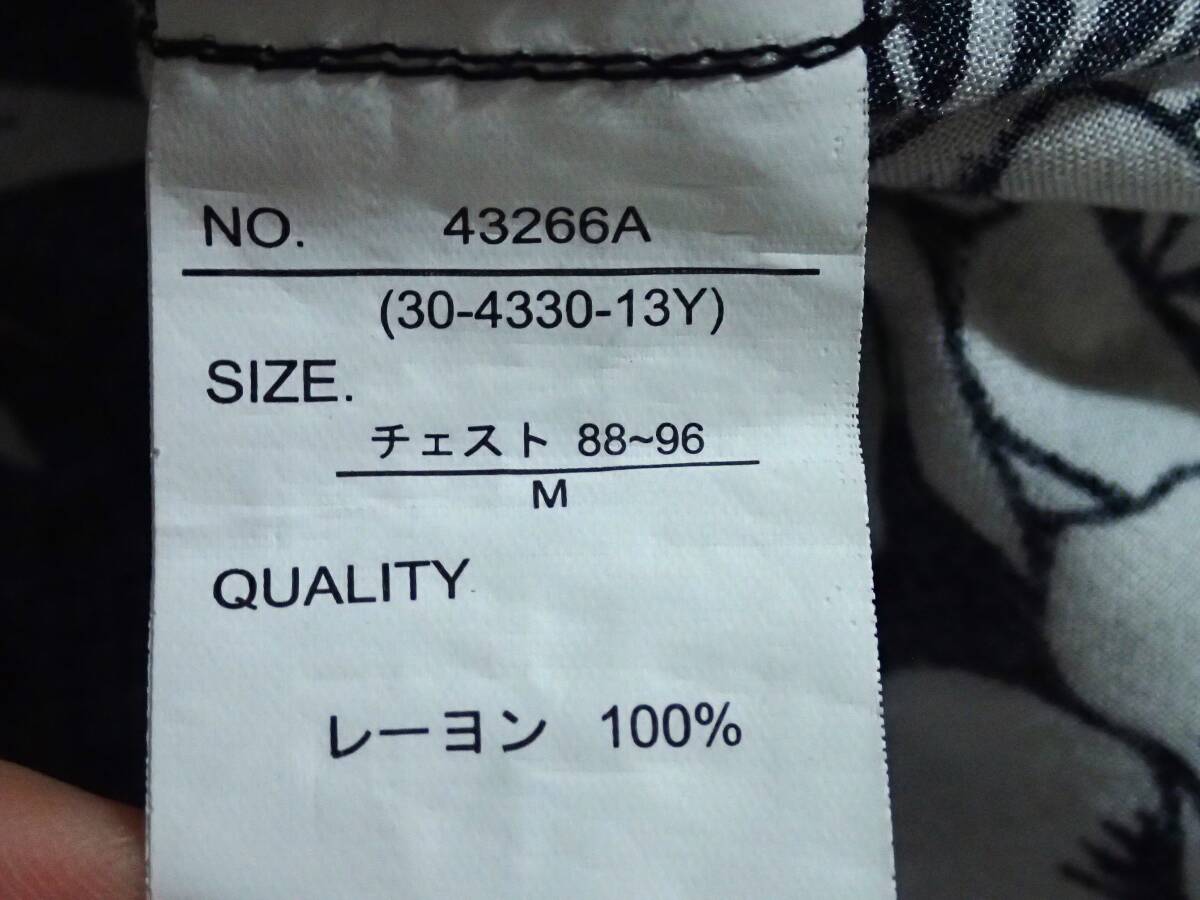 NO. 43266A
(30-4330-13Y)
SIZE.
チェスト 88~96
M
QUALITY
レーヨン 100%